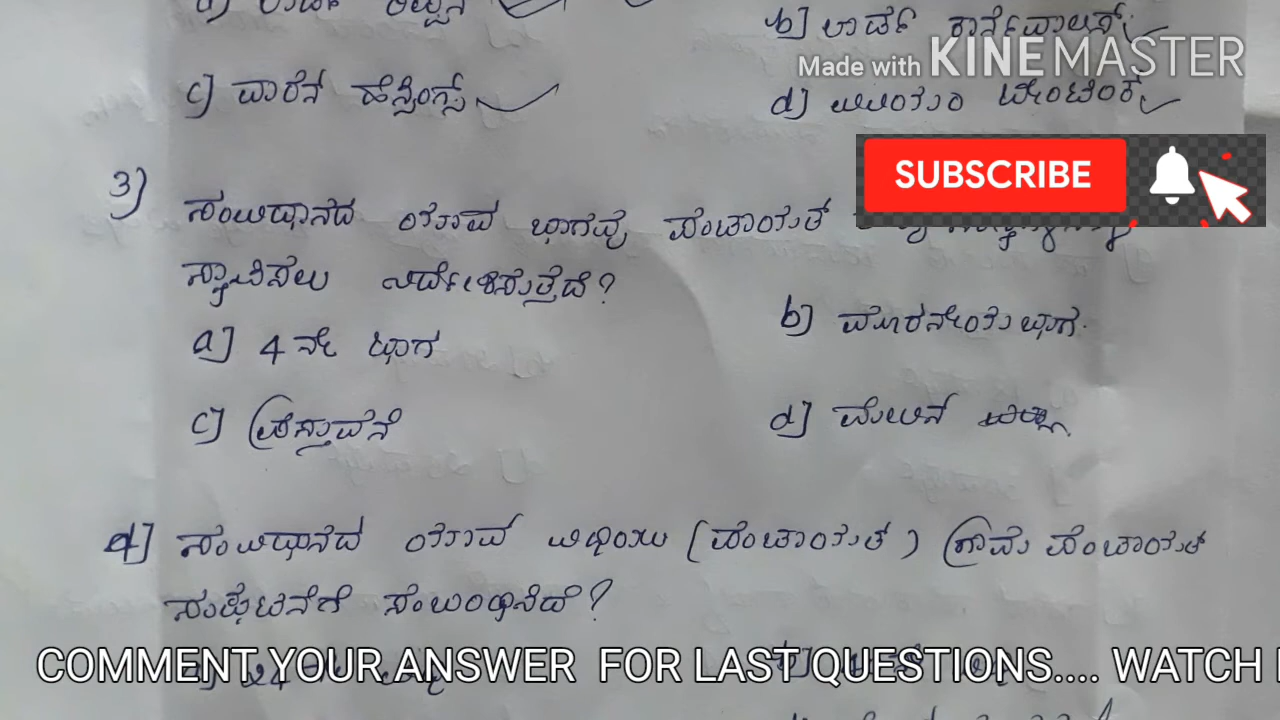 b] ಲಾರ್ಡ್ ಕಾರ್ನವಾಲಿಸ್
Made with KINEMASTER
c) ವಾರೆನ್ ಹೆಸ್ಟಿಂಗ್ಸ್
d] ವಿಲಿಯಂ ಬೆಂಟಿಂಕ್
SUBSCRIBE
3) ಸಂವಿಧಾನದ ಯಾವ ಭಾಗವು ಪಂಚಾಯತ್
ಸ್ಥಾಪಿಸಲು ನಿರ್ದೇಶಿಸುತ್ತದೆ?
a] 4 ನೇ ಭಾಗ
b] ಮೂರನೇಯ ಭಾಗ.
c] ಪ್ರಸ್ತಾವನೆ
d] ಮೇಲಿನ
4] ಸಂವಿಧಾನದ ಯಾವ ವಿಧಿಯು (ಪಂಚಾಯತ) ಗ್ರಾಮ ಪಂಚಾಯತ
ಸಂಘಟನೆಗೆ ಸಂಬಂಧಿಸಿದೆ?
COMMENT YOUR ANSWER FOR LAST QUESTIONS.... WATCH